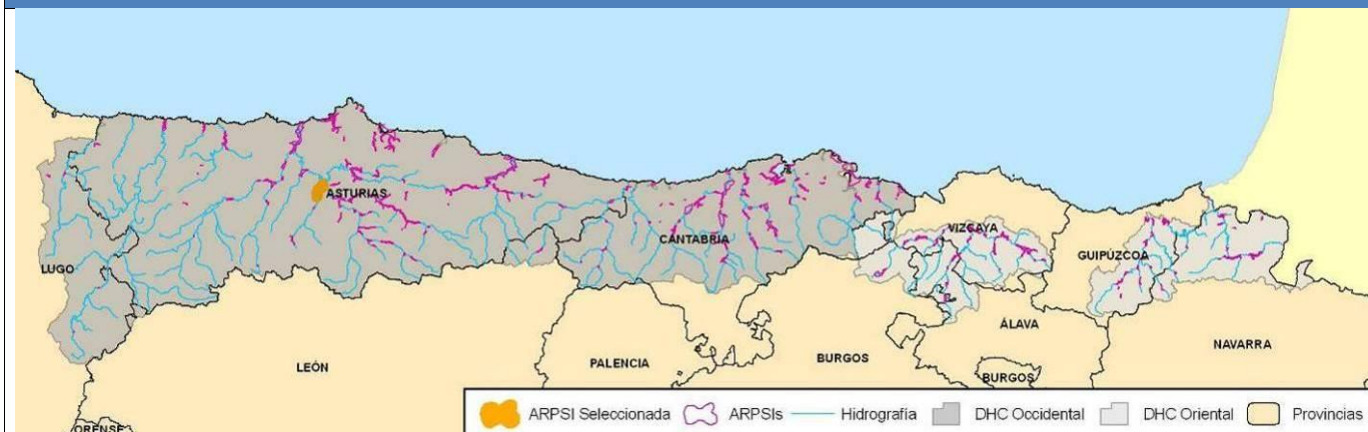 ASTURIAS
VIZCAYA
CANTABRIA
GUIPÚZCOA
LUGO
ÁLAVA
NAVARRA
LEÓN
PALENCIA
BURGOS
BURGOS
ORENSE
ARPSI Seleccionada ARPSIs Hidrografía DHC Occidental DHC Oriental Provincias